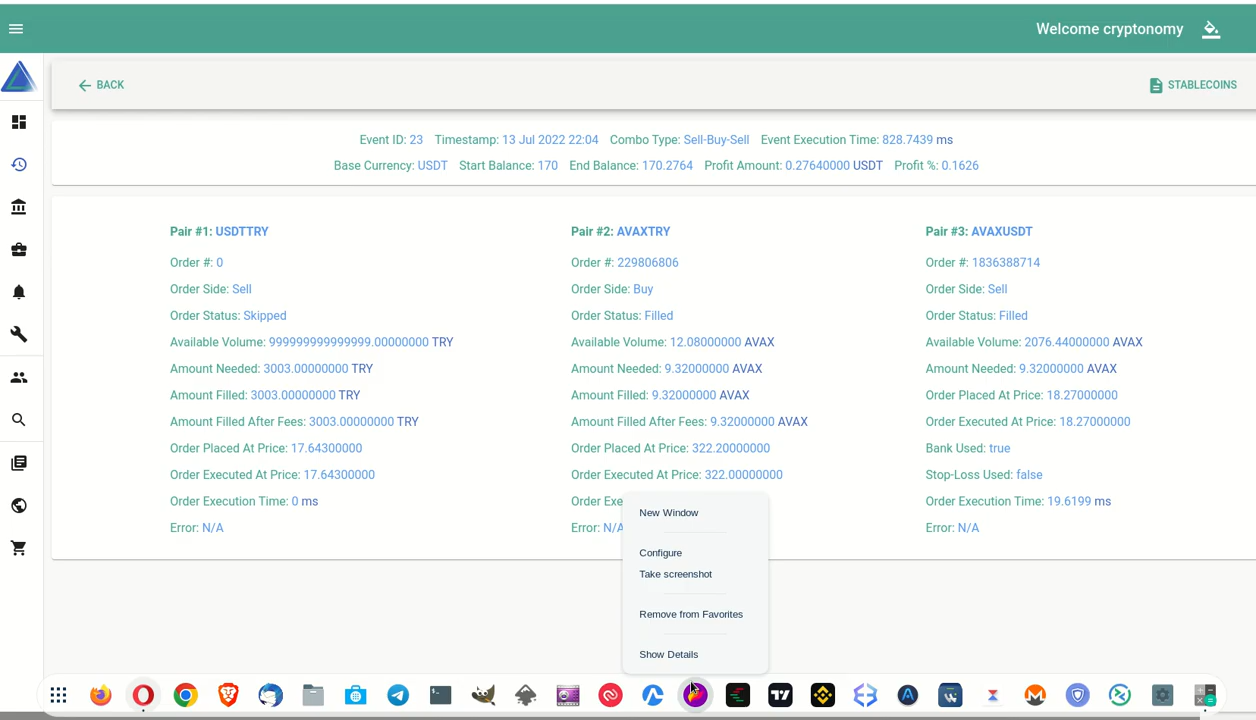 Welcome cryptonomy
BACK
STABLECOINS
Event ID: 23 Timestamp: 13 Jul 2022 22:04 Combo Type: Sell-Buy-Sell Event Execution Time: 828.7439 ms
Base Currency: USDT Start Balance: 170 End Balance: 170.2764 Profit Amount: 0.27640000 USDT Profit %: 0.1626
Pair #1: USDTTRY
Order #: 0
Order Side: Sell
Order Status: Skipped
Available Volume: 999999999999999.00000000 TRY
Amount Needed: 3003.00000000 TRY
Amount Filled: 3003.00000000 TRY
Amount Filled After Fees: 3003.00000000 TRY
Order Placed At Price: 17.64300000
Order Executed At Price: 17.64300000
Order Execution Time: 0 ms
Error: N/A
Pair #2: AVAXTRY
Order #: 229806806
Order Side: Buy
Order Status: Filled
Available Volume: 12.08000000 AVAX
Amount Needed: 9.32000000 AVAX
Amount Filled: 9.32000000 AVAX
Amount Filled After Fees: 9.32000000 AVAX
Order Placed At Price: 322.20000000
Order Executed At Price: 322.00000000
Order Exe
Error: N/A
Pair #3: AVAXUSDT
Order #: 1836388714
Order Side: Sell
Order Status: Filled
Available Volume: 2076.44000000 AVAX
Amount Needed: 9.32000000 AVAX
Order Placed At Price: 18.27000000
Order Executed At Price: 18.27000000
Bank Used: true
Stop-Loss Used: false
Order Execution Time: 19.6199 ms
Error: N/A
New Window
Configure
Take screenshot
Remove from Favorites
Show Details